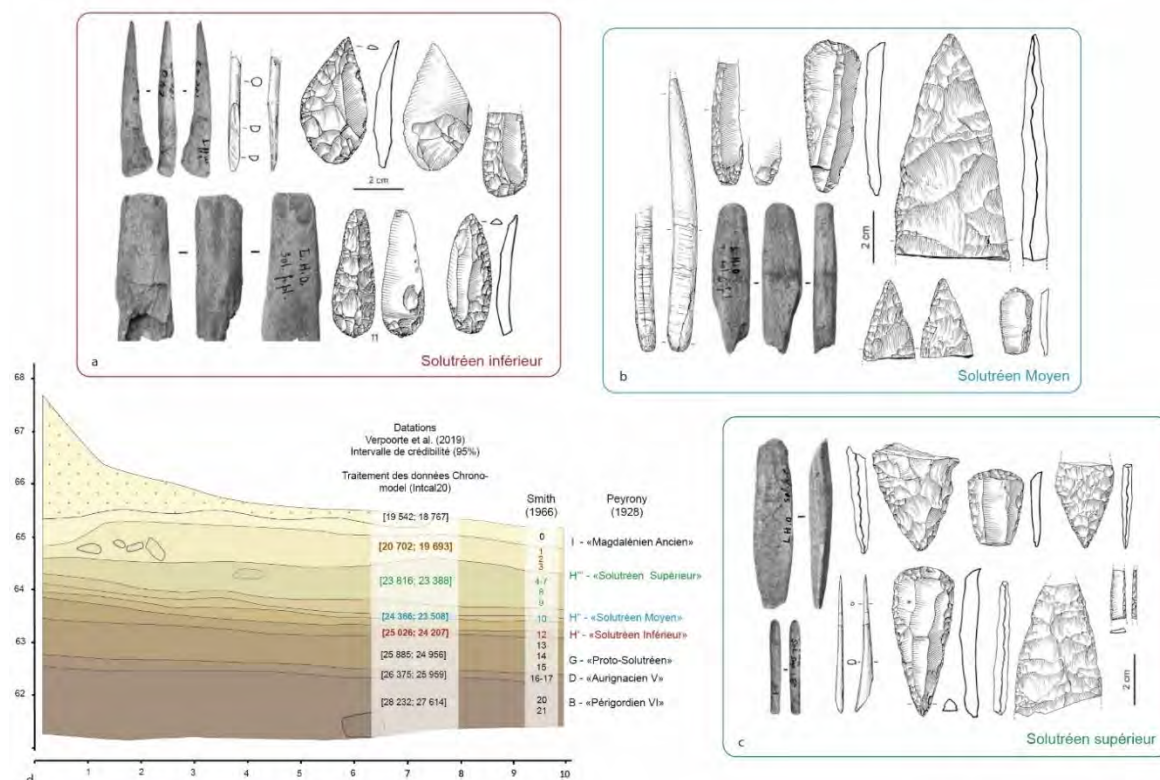 2 cm
11
a
Solutréen inférieur
2 cm
b
Solutréen Moyen
68
67
66
65
64
63
62
Datations
Verpoorte et al. (2019)
Intervalle de crédibilité (95%)
Traitement des données Chrono-
model (Intcal20)
[19 542; 18 767]
[20 702; 19 693]
[23 816; 23 388]
[24 366; 23 508]
[25 026; 24 207]
[25 885; 24 956]
[26 375; 25 959]
[28 232; 27 614]
Smith
(1966)
0
1
2
3
4-7
8
9
10
12
13
14
15
16-17
20
21
Peyrony
(1928)
I - «Magdalénien Ancien»
H''' - «Solutréen Supérieur»
H'' - «Solutréen Moyen»
H' - «Solutréen Inférieur»
G - «Proto-Solutréen»
D - «Aurignacien V»
B - «Périgordien VI»
1 2 3 4 5 6 7 8 9 10
d
2 cm
c
Solutréen supérieur